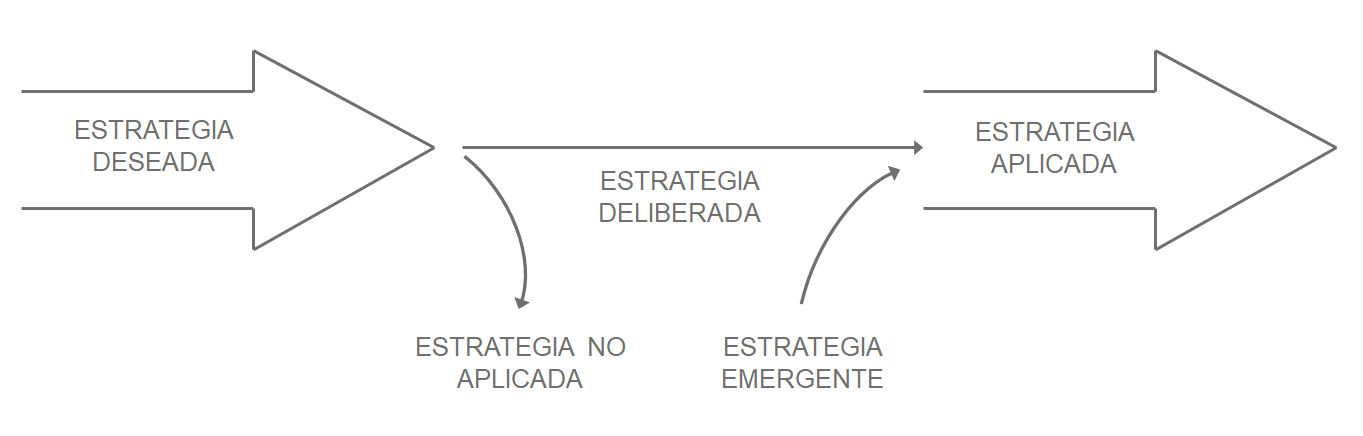 ESTRATEGIA
DESEADA
ESTRATEGIA
DELIBERADA
ESTRATEGIA
APLICADA
ESTRATEGIA NO
APLICADA
ESTRATEGIA
EMERGENTE